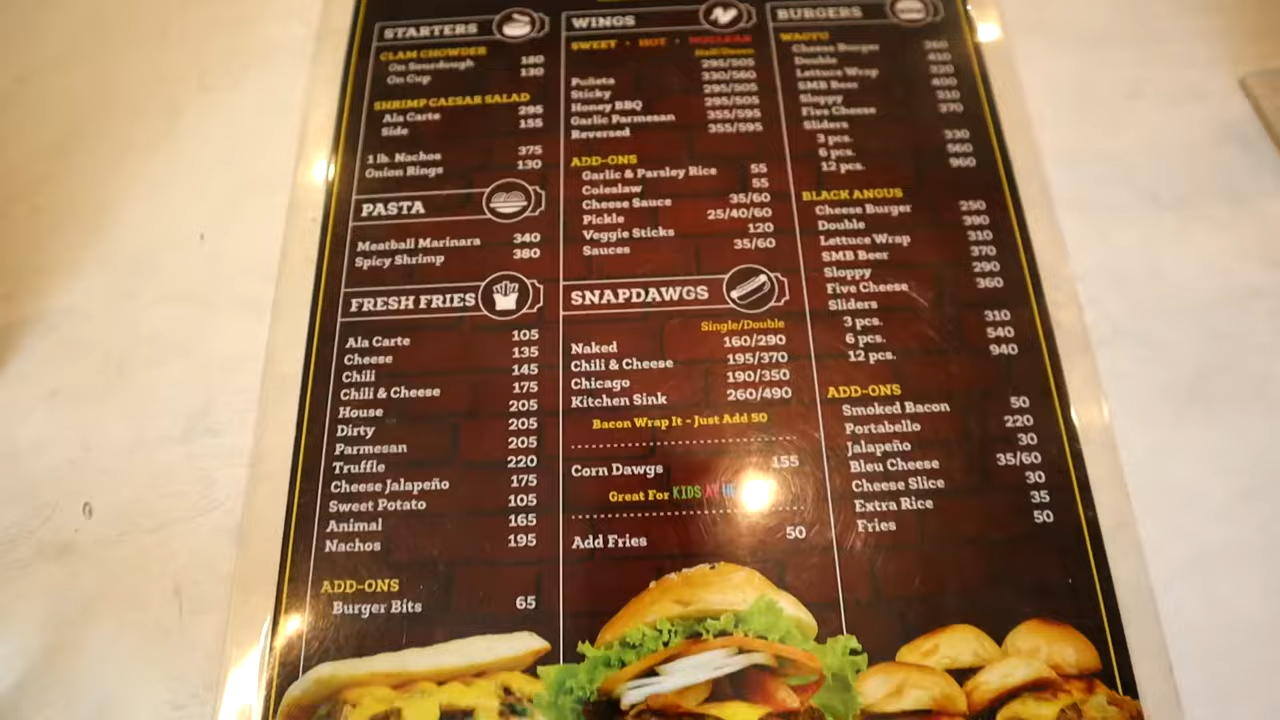 STARTERS
CLAM CHOWDER
On Sourdough 180
On Cup 130
SHRIMP CAESAR SALAD
Ala Carte 295
Side 155
1 lb. Nachos 375
Onion Rings 130
PASTA
Meatball Marinara 340
Spicy Shrimp 380
FRESH FRIES
Ala Carte 105
Cheese 135
Chili 145
Chili & Cheese 175
House 205
Dirty 205
Parmesan 205
Truffle 220
Cheese Jalapeño 175
Sweet Potato 105
Animal 165
Nachos 195
ADD-ONS
Burger Bits 65
WINGS
SWEET • HOT • NUCLEAR
Half/Dozen
295/505
Puñeta 330/560
Sticky 295/505
Honey BBQ 295/505
Garlic Parmesan 355/595
Reversed 355/595
ADD-ONS
Garlic & Parsley Rice 55
Coleslaw 55
Cheese Sauce 35/60
Pickle 25/40/60
Veggie Sticks 120
Sauces 35/60
SNAPDAWGS
Single/Double
Naked 160/290
Chili & Cheese 195/370
Chicago 190/350
Kitchen Sink 260/490
Bacon Wrap It - Just Add 50
Corn Dawgs 155
Great For KIDS AT
Add Fries 50
BURGERS
WAGYU
Cheese Burger 260
Double 410
Lettuce Wrap 320
SMB Beer 400
Sloppy 310
Five Cheese 370
Sliders
3 pcs. 330
6 pcs. 560
12 pcs. 960
BLACK ANGUS
Cheese Burger 250
Double 390
Lettuce Wrap 310
SMB Beer 370
Sloppy 290
Five Cheese 360
Sliders
3 pcs. 310
6 pcs. 540
12 pcs. 940
ADD-ONS
Smoked Bacon 50
Portabello 220
Jalapeño 30
Bleu Cheese 35/60
Cheese Slice 30
Extra Rice 35
Fries 50